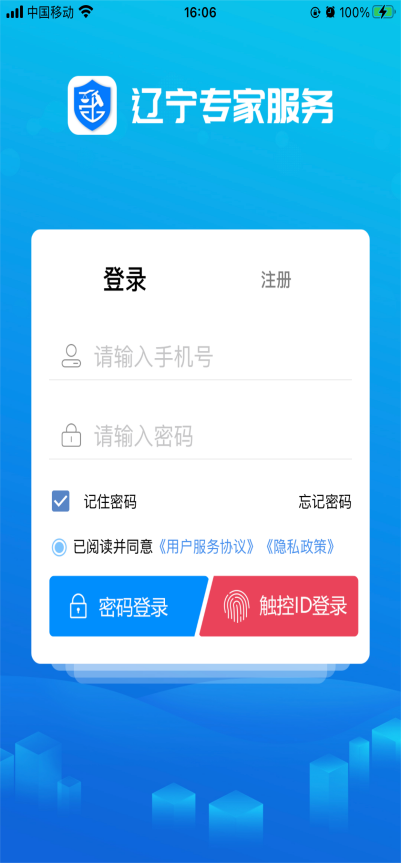 中国移动 16:06 100%
辽宁专家服务
登录 注册
请输入手机号
请输入密码
记住密码 忘记密码
已阅读并同意《用户服务协议》《隐私政策》
密码登录 触控ID登录